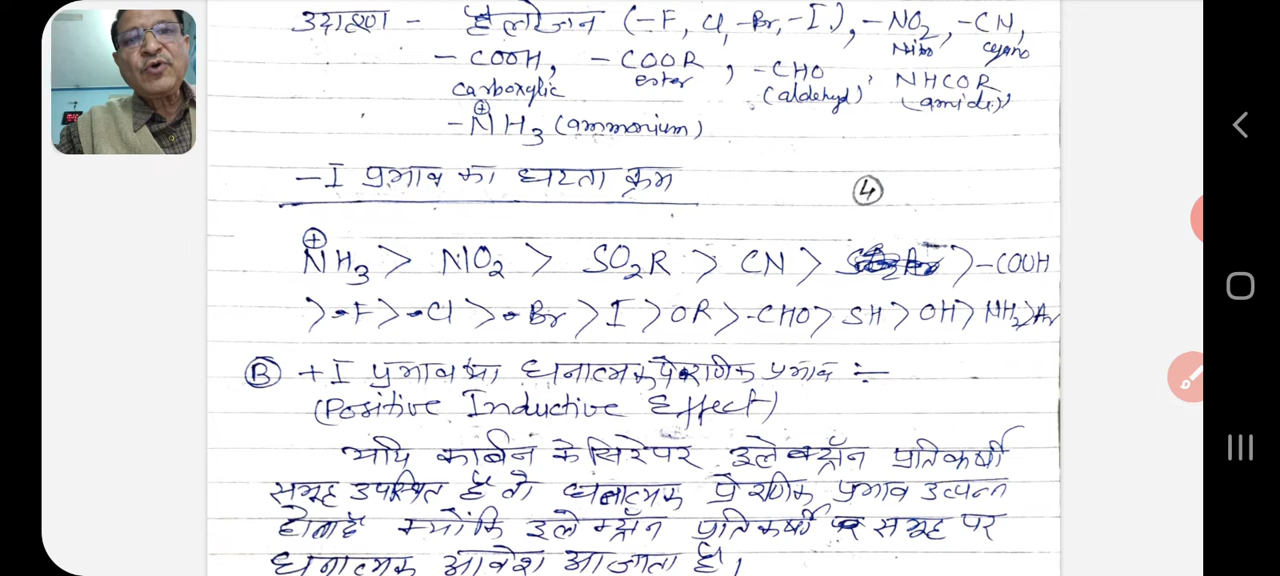 उदाहरण - हैलोजन (-F, Cl, -Br, -I), -NO2, -CN,
Nitro cyano
-COOH, -COOR, -CHO, NHCOR
carboxylic ester (aldehyd) (amide)
-N⊕H3 (ammonium)
-I प्रभाव का घटता क्रम
④
N⊕H3 > NO2 > SO2R > CN > > -COOH
> -F > -Cl > -Br > I > OR > -CHO > SH > OH > NH2 > Ar
Ⓑ +I प्रभाव या धनात्मक प्रेरणिक प्रभाव :-
(Positive Inductive Effect)
यदि कार्बन के सिरे पर इलेक्ट्रॉन प्रतिकर्षी
समूह उपस्थित है तो धनात्मक प्रेरणिक प्रभाव उत्पन्न
होता है क्योंकि इलेक्ट्रॉन प्रतिकर्षी समूह पर
धनात्मक आवेश आ जाता है।